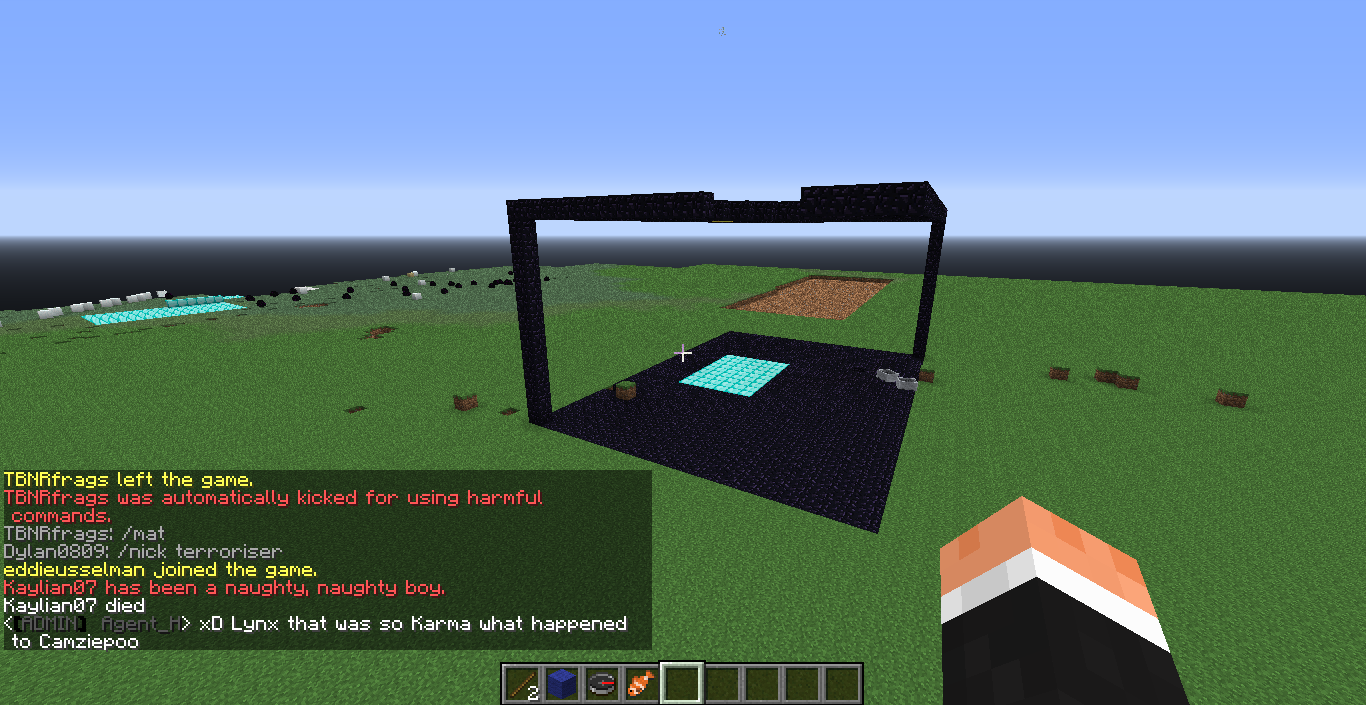 TBNRfrags left the game.
TBNRfrags was automatically kicked for using harmful
commands.
TBNRfrags: /mat
Dylan0809: /nick terroriser
eddieusselman joined the game.
Kaylian07 has been a naughty, naughty boy.
Kaylian07 died
<[ADMIN] Agent_H> xD Lynx that was so Karma what happened
to Camziepoo
2